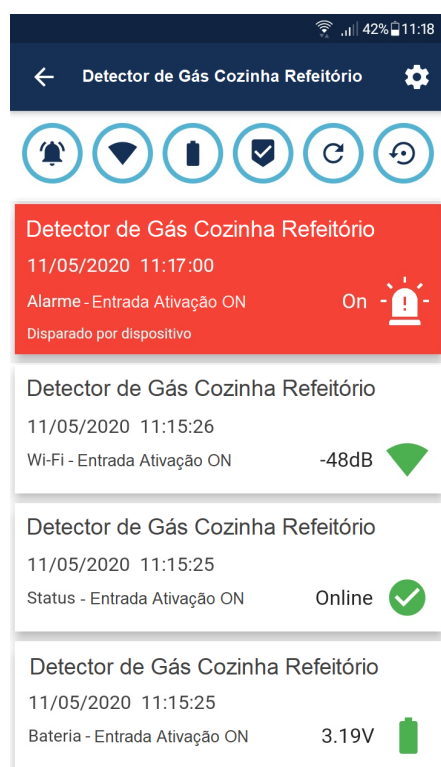 42% 11:18
Detector de Gás Cozinha Refeitório
Detector de Gás Cozinha Refeitório
11/05/2020 11:17:00
Alarme - Entrada Ativação ON On
Disparado por dispositivo
Detector de Gás Cozinha Refeitório
11/05/2020 11:15:26
Wi-Fi - Entrada Ativação ON -48dB
Detector de Gás Cozinha Refeitório
11/05/2020 11:15:25
Status - Entrada Ativação ON Online
Detector de Gás Cozinha Refeitório
11/05/2020 11:15:25
Bateria - Entrada Ativação ON 3.19V